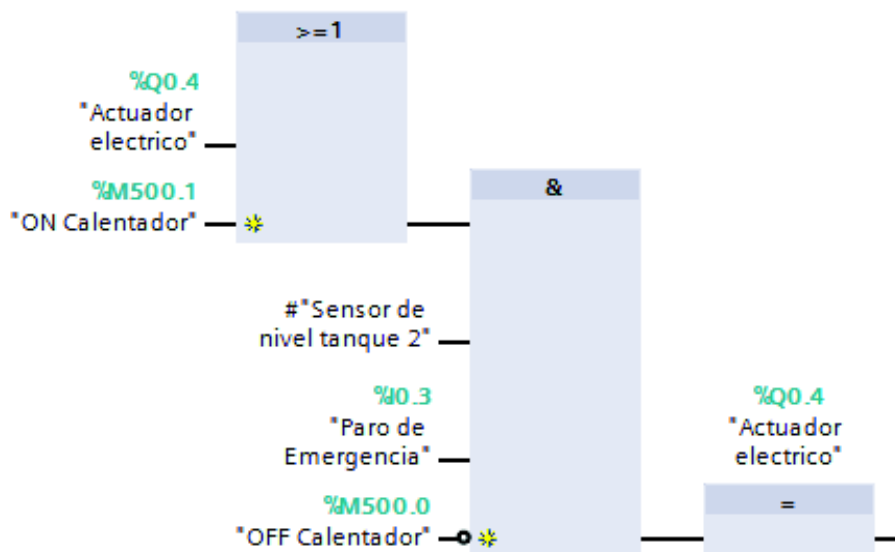 >=1
%Q0.4
"Actuador
electrico"
%M500.1
"ON Calentador"
&
#"Sensor de
nivel tanque 2"
%I0.3
"Paro de
Emergencia"
%M500.0
"OFF Calentador"
%Q0.4
"Actuador
electrico"
=